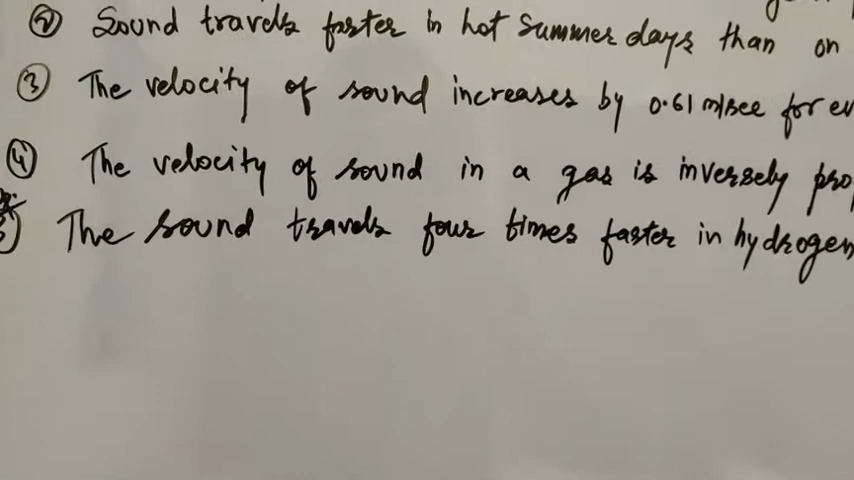 ② Sound travels faster in hot summer days than on
③ The velocity of sound increases by 0.61 m/sec for ev
④ The velocity of sound in a gas is inversely prop
The sound travels four times faster in hydrogen